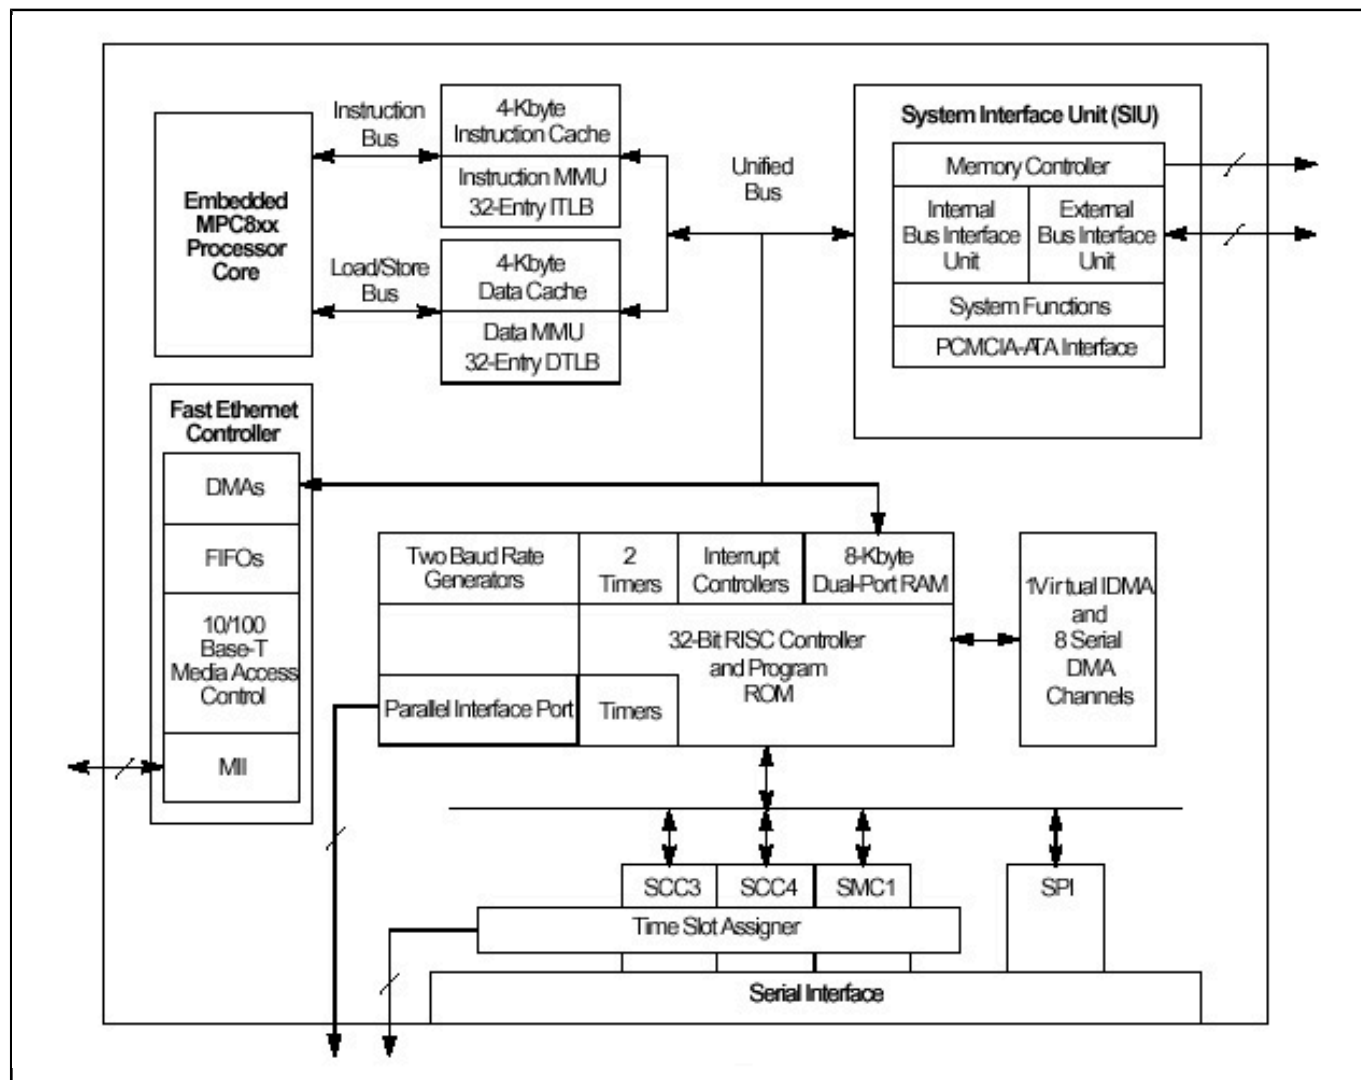 Instruction
Bus
4-Kbyte
Instruction Cache
Instruction MMU
32-Entry ITLB
Embedded
MPC8xx
Processor
Core
Load/Store
Bus
4-Kbyte
Data Cache
Data MMU
32-Entry DTLB
Unified
Bus
System Interface Unit (SIU)
Memory Controller
Internal
Bus Interface
Unit
External
Bus Interface
Unit
System Functions
PCMCIA-ATA Interface
Fast Ethernet
Controller
DMAs
FIFOs
10/100
Base-T
Media Access
Control
MII
Two Baud Rate
Generators
2
Timers
Interrupt
Controllers
8-Kbyte
Dual-Port RAM
32-Bit RISC Controller
and Program
ROM
Parallel Interface Port
Timers
1 Virtual IDMA
and
8 Serial
DMA
Channels
SCC3
SCC4
SMC1
SPI
Time Slot Assigner
Serial Interface